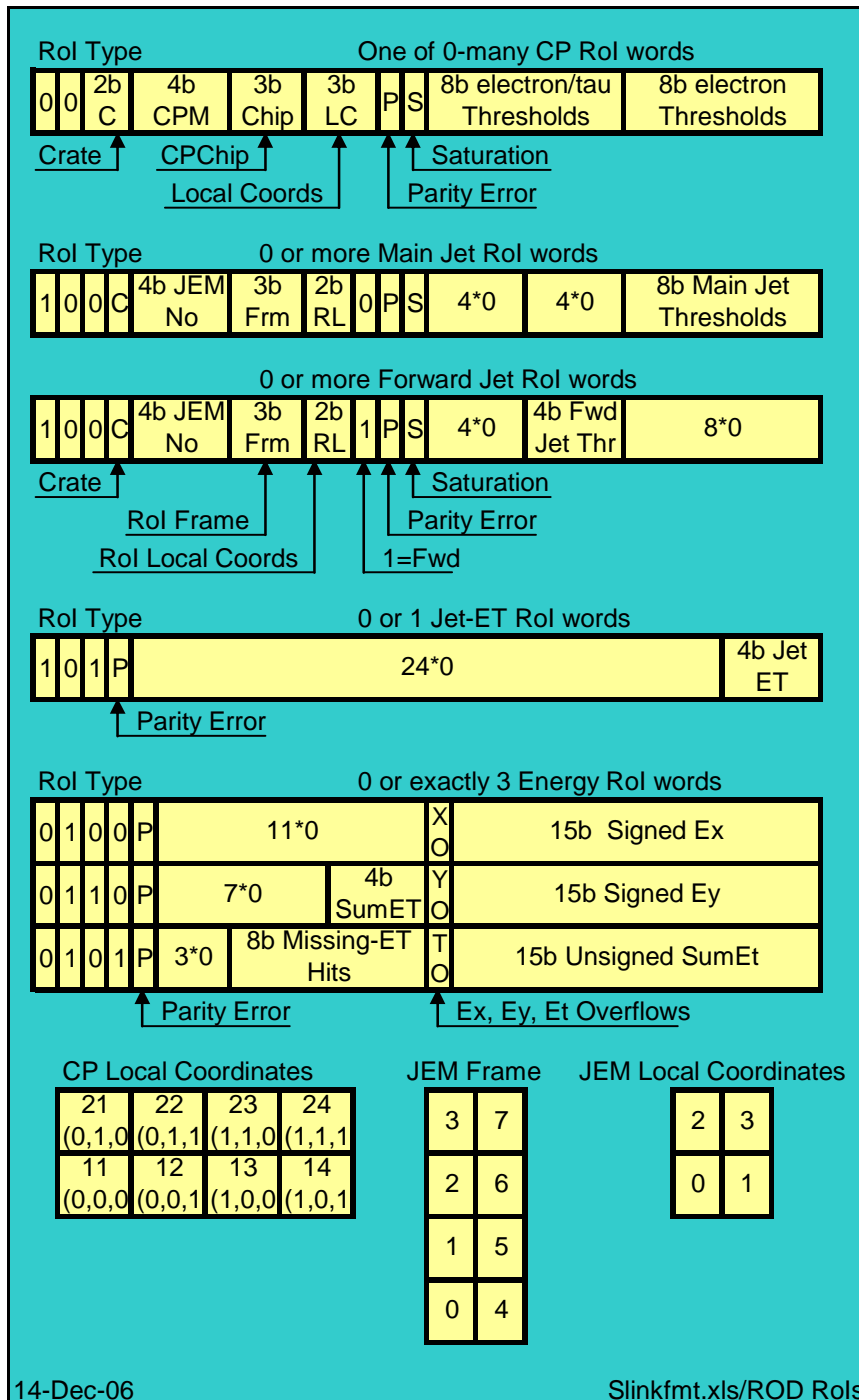 RoI Type One of 0-many CP RoI words
0 0 2b C 4b CPM 3b Chip 3b LC P S 8b electron/tau Thresholds 8b electron Thresholds
Crate CPChip Saturation
Local Coords Parity Error
RoI Type 0 or more Main Jet RoI words
1 0 0 C 4b JEM No 3b Frm 2b RL 0 P S 4*0 4*0 8b Main Jet Thresholds
0 or more Forward Jet RoI words
1 0 0 C 4b JEM No 3b Frm 2b RL 1 P S 4*0 4b Fwd Jet Thr 8*0
Crate Saturation
RoI Frame Parity Error
RoI Local Coords 1=Fwd
RoI Type 0 or 1 Jet-ET RoI words
1 0 1 P 24*0 4b Jet ET
Parity Error
RoI Type 0 or exactly 3 Energy RoI words
0 1 0 0 P 11*0 X O 15b Signed Ex
0 1 1 0 P 7*0 4b SumET Y O 15b Signed Ey
0 1 0 1 P 3*0 8b Missing-ET Hits T O 15b Unsigned SumEt
Parity Error Ex, Ey, Et Overflows
CP Local Coordinates JEM Frame JEM Local Coordinates
21 22 23 24 3 7 2 3
(0,1,0 (0,1,1 (1,1,0 (1,1,1
11 12 13 14 2 6 0 1
(0,0,0 (0,0,1 (1,0,0 (1,0,1
1 5
0 4
14-Dec-06 Slinkfmt.xls/ROD RoIs